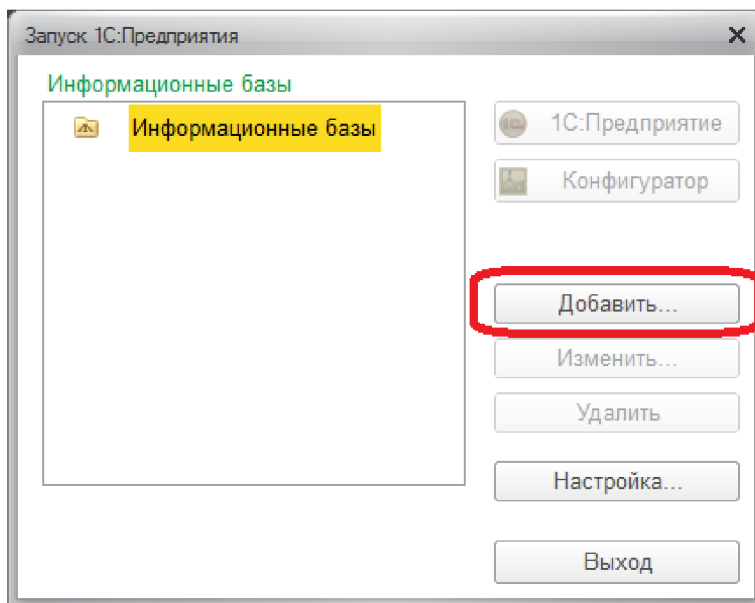 Запуск 1С:Предприятия
Информационные базы
Информационные базы
1С:Предприятие
Конфигуратор
Добавить...
Изменить...
Удалить
Настройка...
Выход